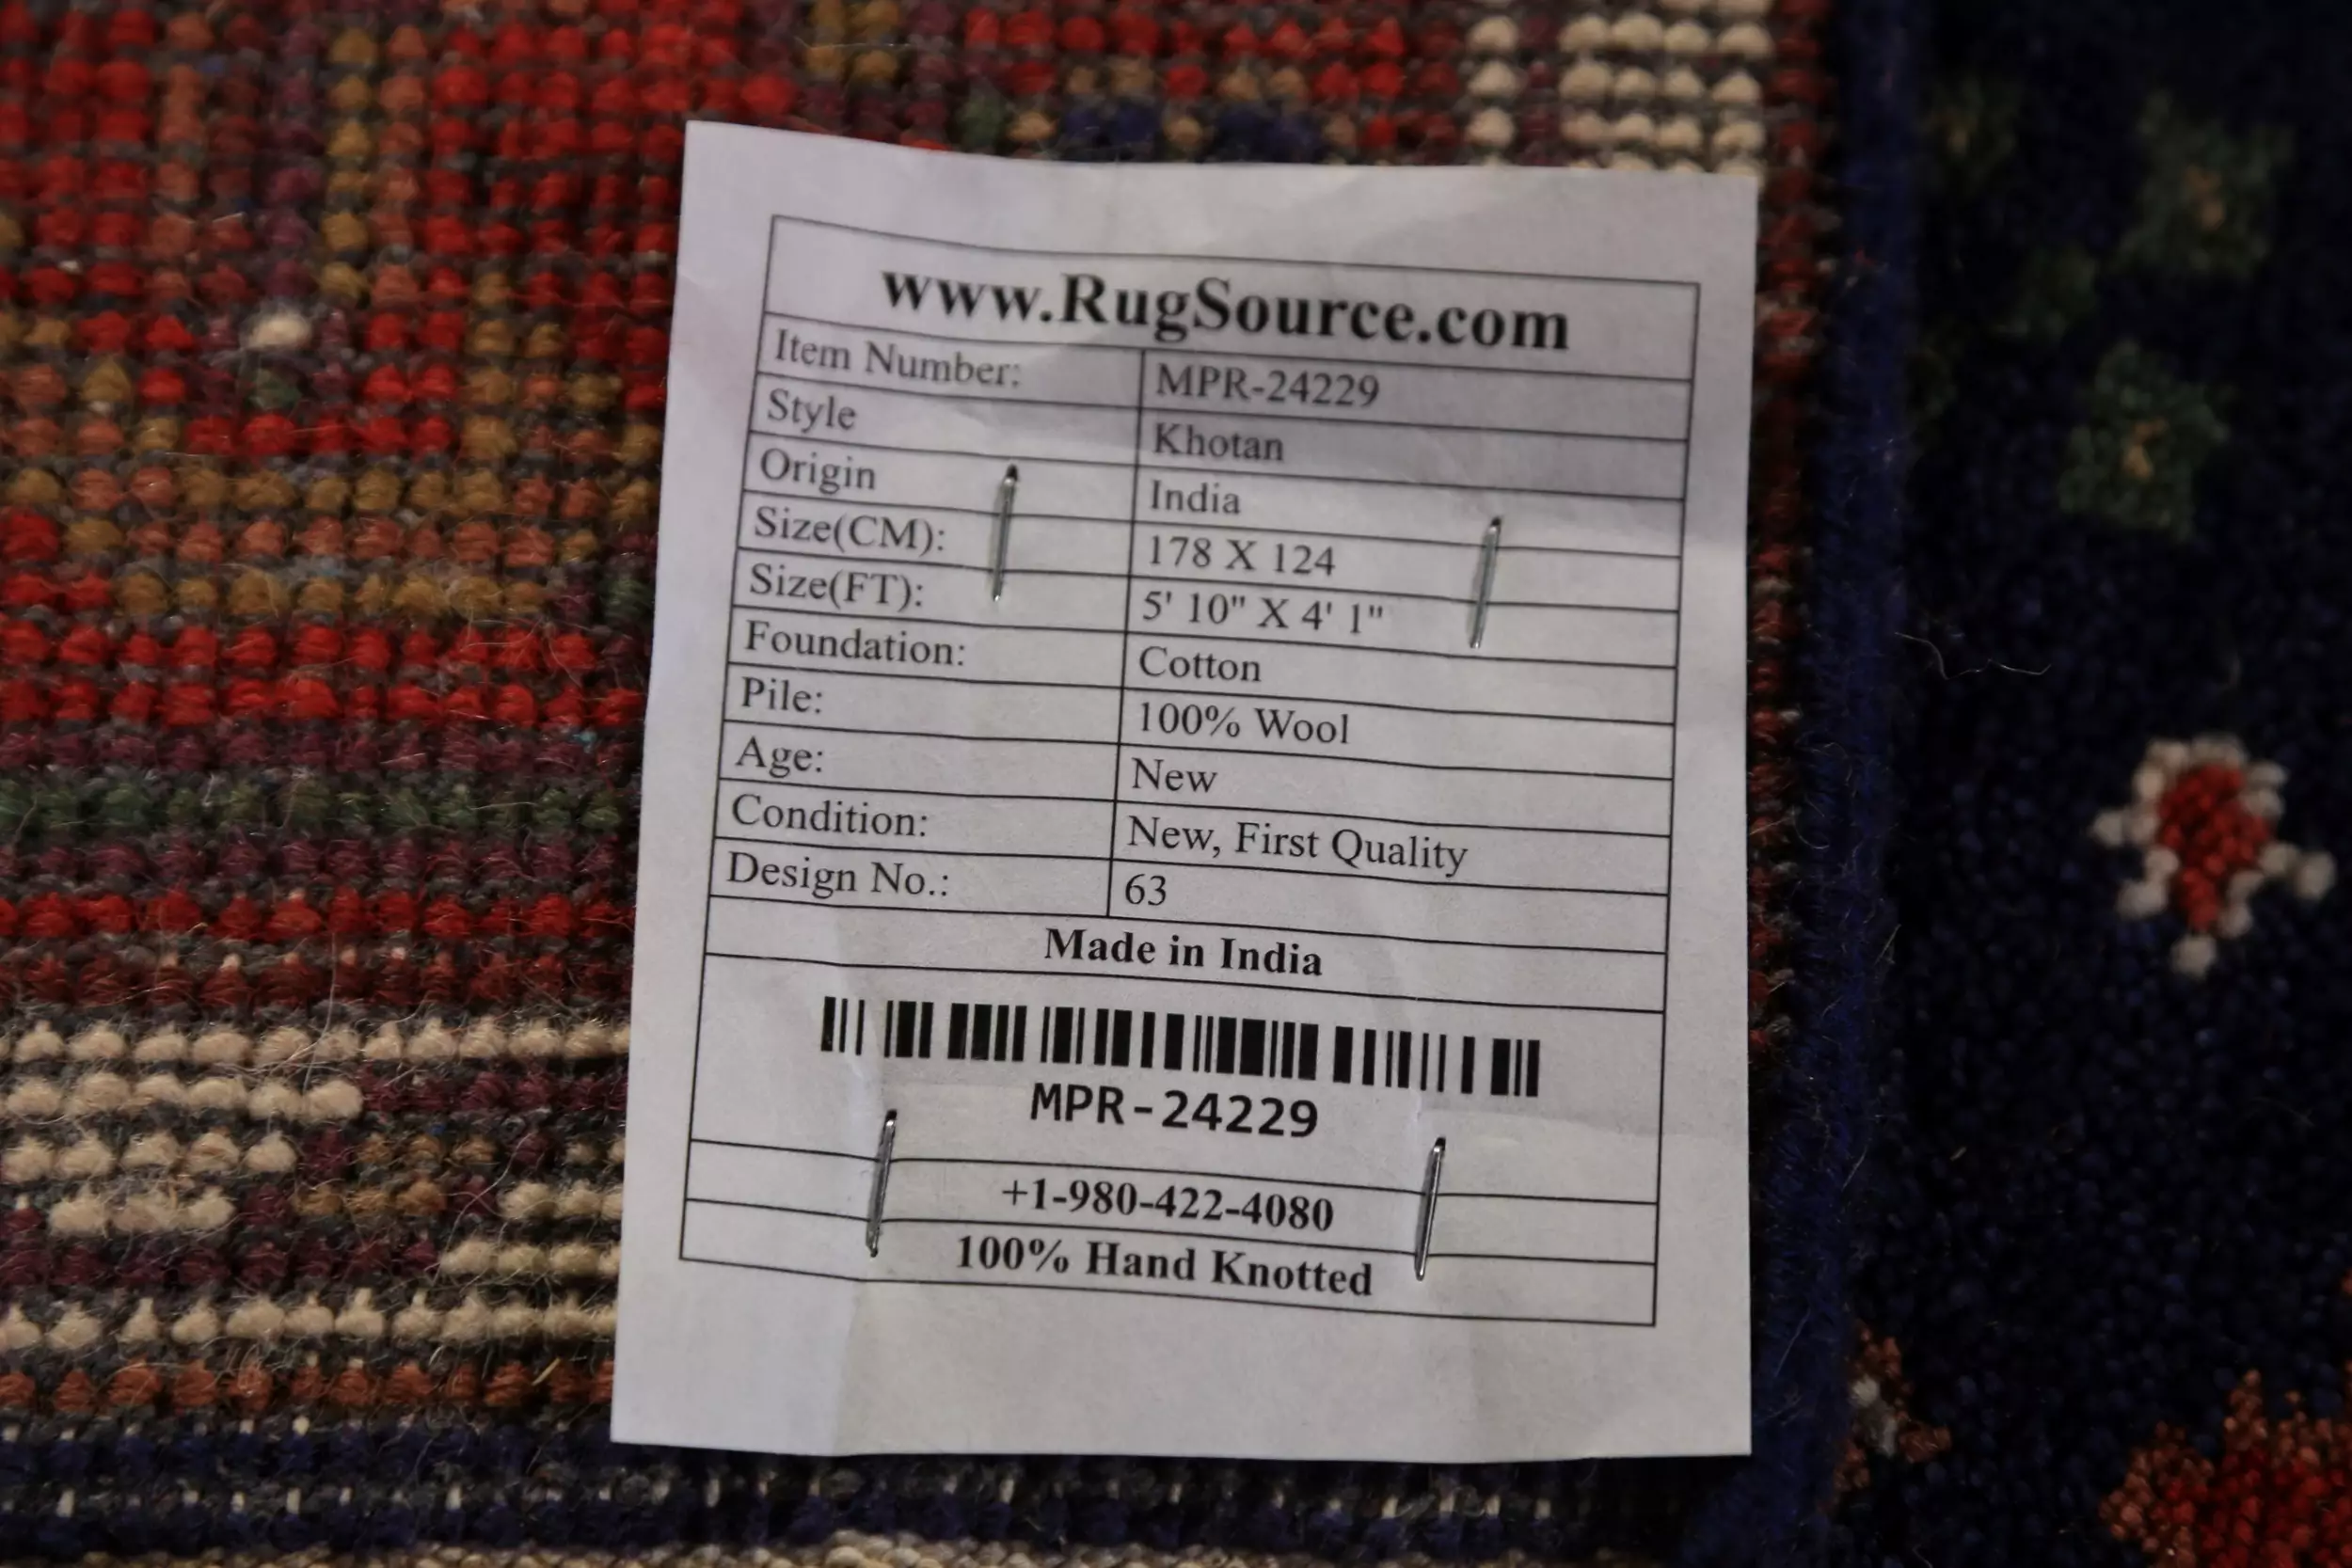 www.RugSource.com
Item Number: MPR-24229
Style Khotan
Origin India
Size(CM): 178 X 124
Size(FT): 5' 10" X 4' 1"
Foundation: Cotton
Pile: 100% Wool
Age: New
Condition: New, First Quality
Design No.: 63
Made in India
MPR-24229
+1-980-422-4080
100% Hand Knotted